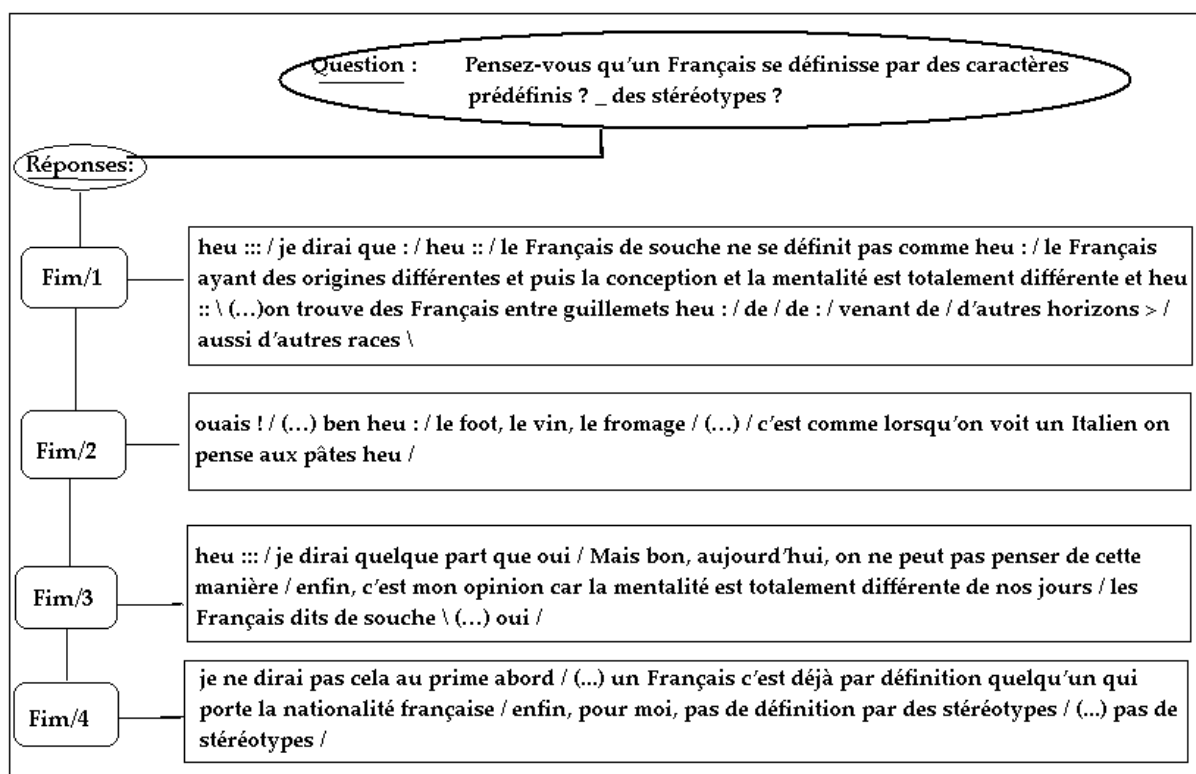 Question : Pensez-vous qu'un Français se définisse par des caractères
prédéfinis ? _ des stéréotypes ?
Réponses:
Fim/1
heu ::: / je dirai que : / heu :: / le Français de souche ne se définit pas comme heu : / le Français
ayant des origines différentes et puis la conception et la mentalité est totalement différente et heu
:: \ (…)on trouve des Français entre guillemets heu : / de / de : / venant de / d'autres horizons > /
aussi d'autres races \
Fim/2
ouais ! / (…) ben heu : / le foot, le vin, le fromage / (…) / c'est comme lorsqu'on voit un Italien on
pense aux pâtes heu /
Fim/3
heu ::: / je dirai quelque part que oui / Mais bon, aujourd'hui, on ne peut pas penser de cette
manière / enfin, c'est mon opinion car la mentalité est totalement différente de nos jours / les
Français dits de souche \ (…) oui /
Fim/4
je ne dirai pas cela au prime abord / (...) un Français c'est déjà par définition quelqu'un qui
porte la nationalité française / enfin, pour moi, pas de définition par des stéréotypes / (...) pas de
stéréotypes /